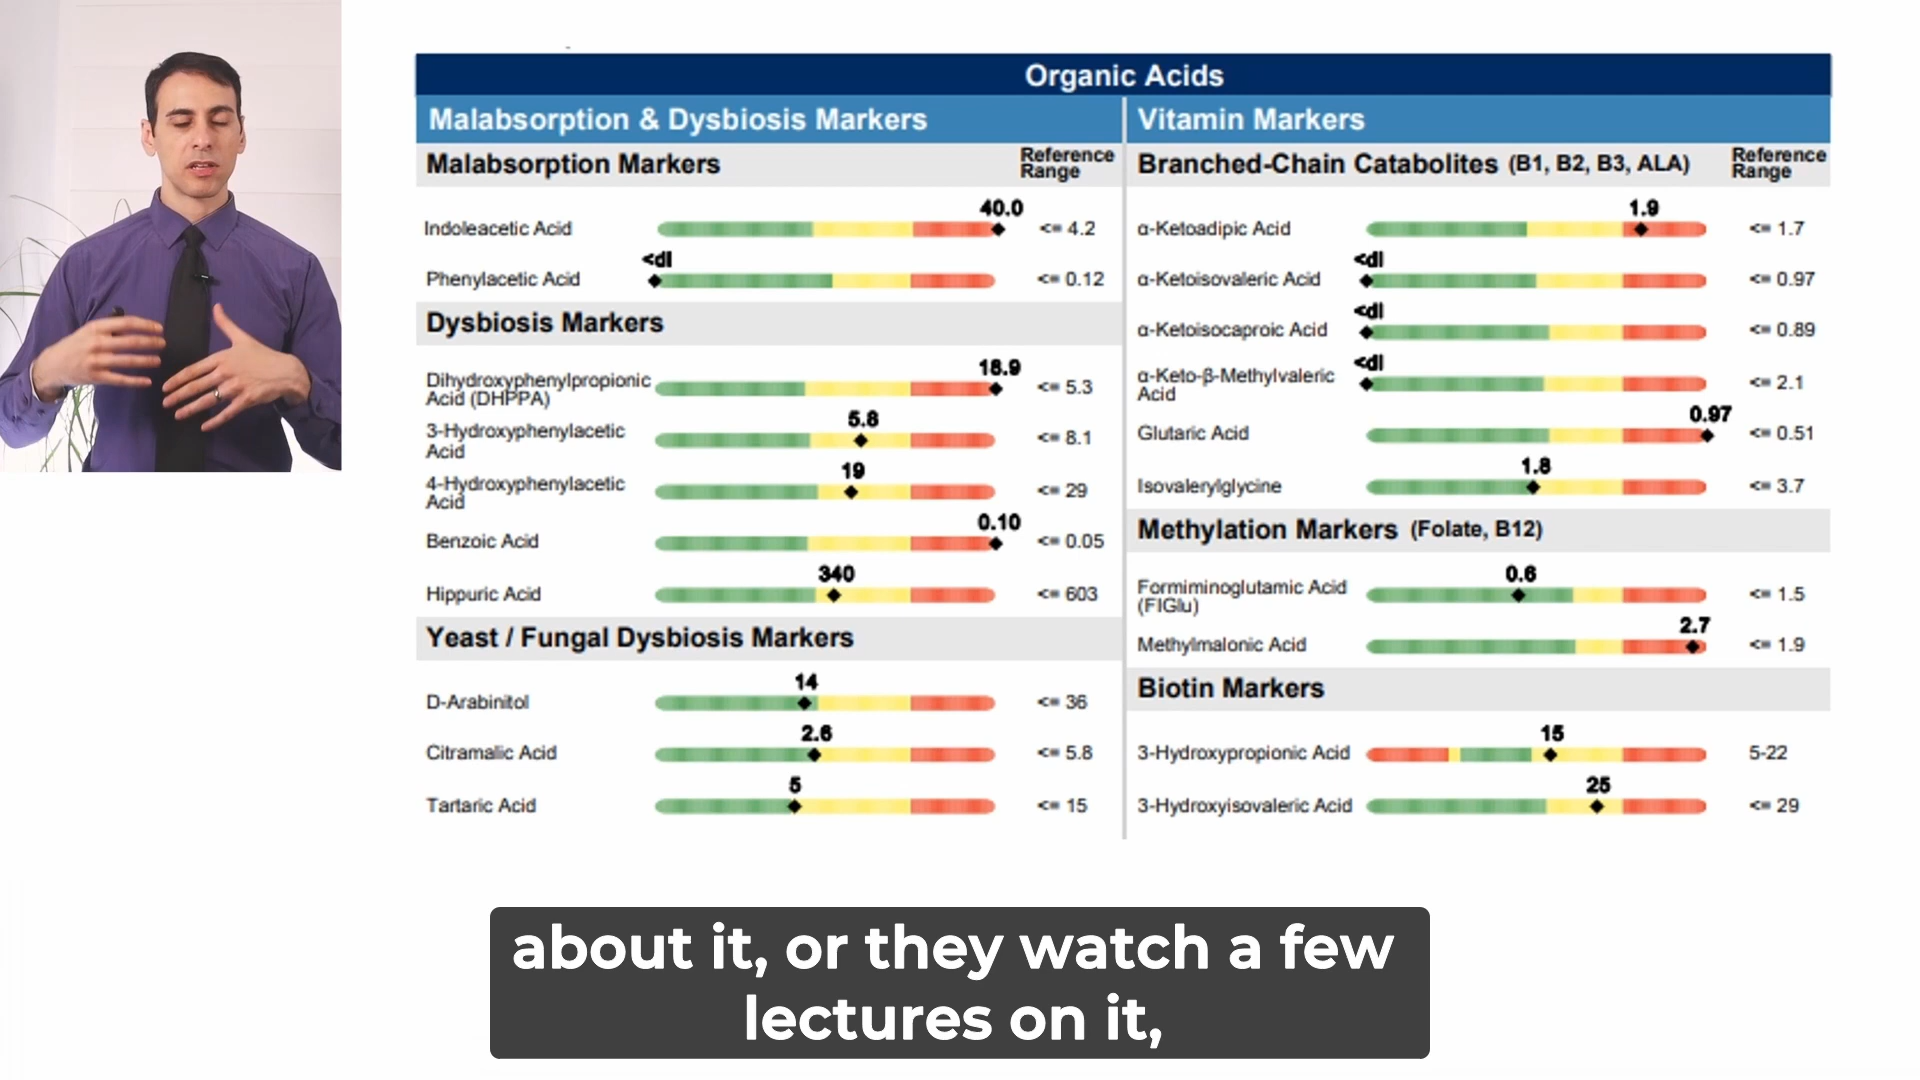 Organic Acids
Malabsorption & Dysbiosis Markers
Malabsorption Markers
Reference
Range
40.0
Indoleacetic Acid
<= 4.2
<dl
Phenylacetic Acid
<= 0.12
Dysbiosis Markers
18.9
Dihydroxyphenylpropionic
Acid (DHPPA)
<= 5.3
5.8
3-Hydroxyphenylacetic
Acid
<= 8.1
19
4-Hydroxyphenylacetic
Acid
<= 29
0.10
Benzoic Acid
<= 0.05
340
Hippuric Acid
<= 603
Yeast / Fungal Dysbiosis Markers
14
D-Arabinitol
<= 36
2.6
Citramalic Acid
<= 5.8
5
Tartaric Acid
<= 15
Vitamin Markers
Branched-Chain Catabolites (B1, B2, B3, ALA)
Reference
Range
1.9
α-Ketoadipic Acid
<= 1.7
<dl
α-Ketoisovaleric Acid
<= 0.97
<dl
α-Ketoisocaproic Acid
<= 0.89
<dl
α-Keto-β-Methylvaleric
Acid
<= 2.1
0.97
Glutaric Acid
<= 0.51
1.8
Isovalerylglycine
<= 3.7
Methylation Markers (Folate, B12)
0.6
Formiminoglutamic Acid
(FIGlu)
<= 1.5
2.7
Methylmalonic Acid
<= 1.9
Biotin Markers
15
3-Hydroxypropionic Acid
5-22
25
3-Hydroxyisovaleric Acid
<= 29
about it, or they watch a few
lectures on it,